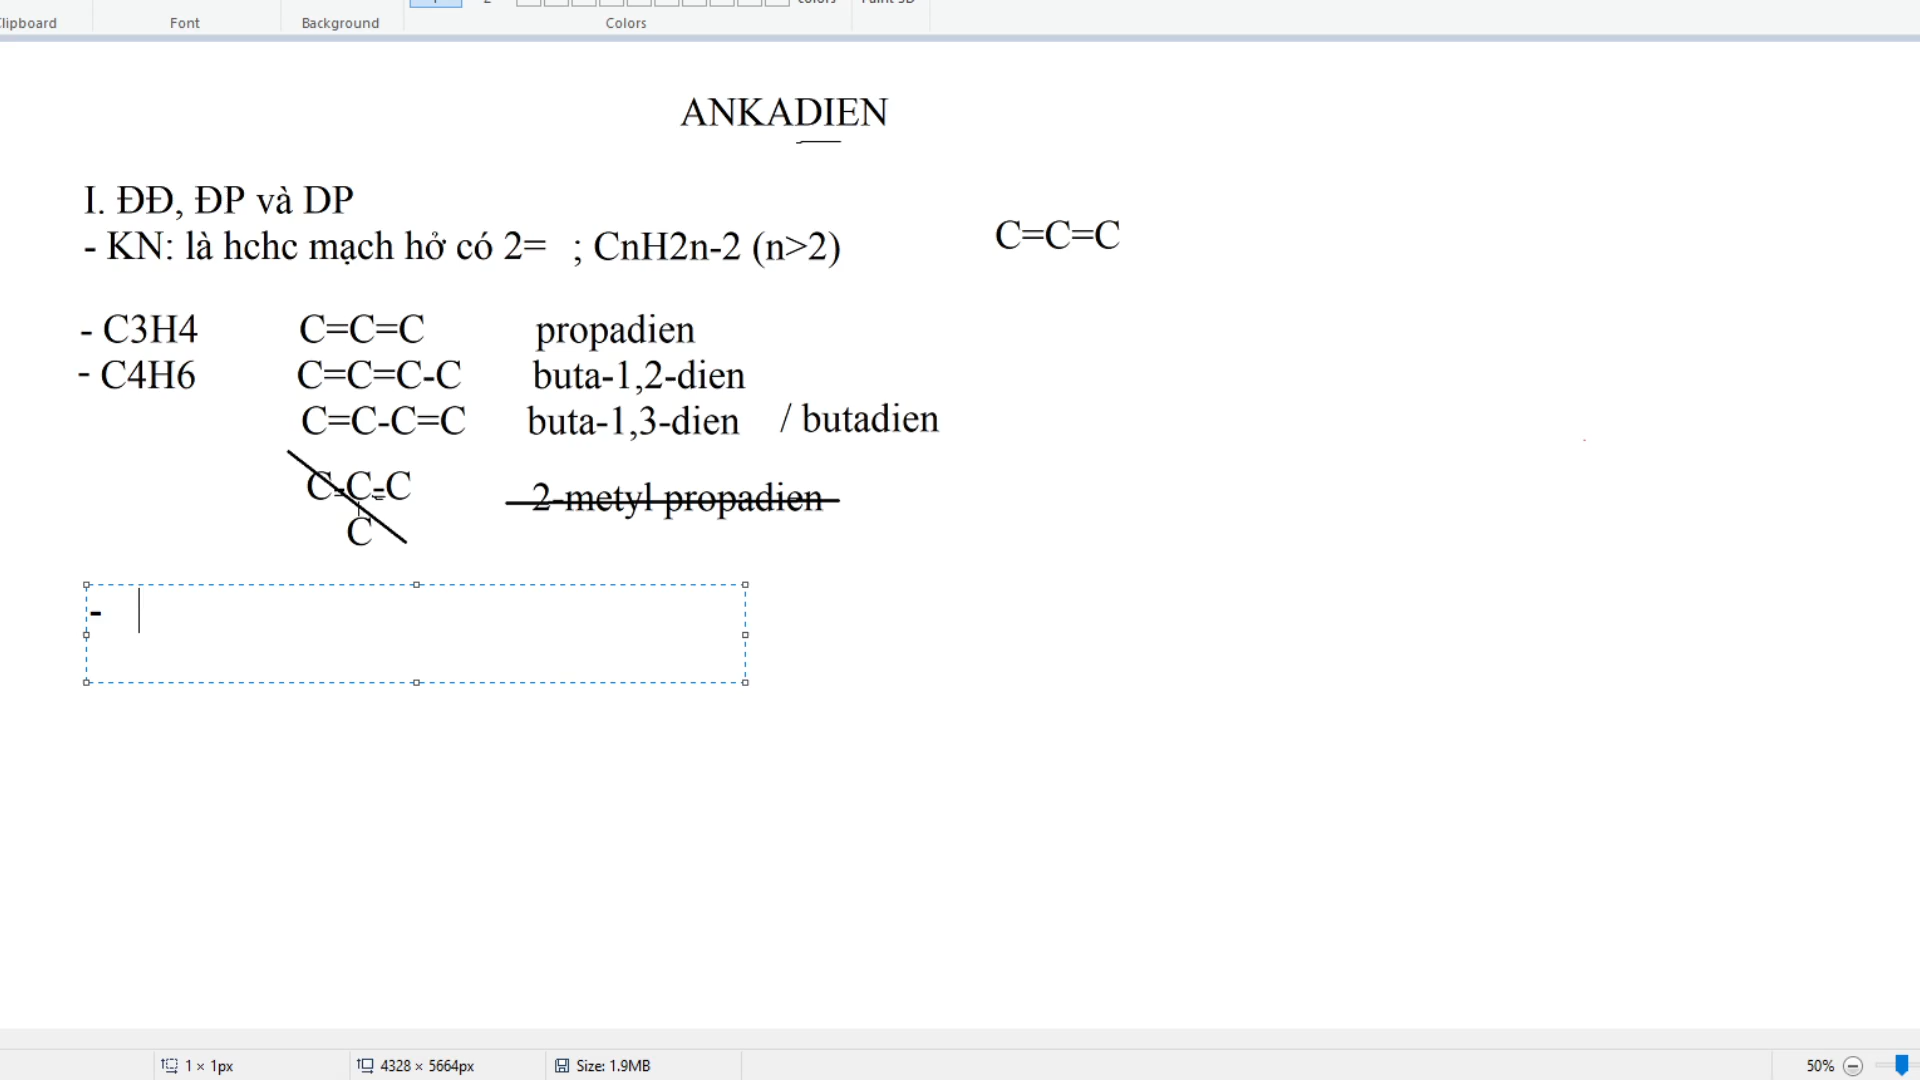 Clipboard Font Background Colors
ANKADIEN
I. ĐĐ, ĐP và DP
- KN: là hchc mạch hở có 2= ; CnH2n-2 (n>2) C=C=C
- C3H4 C=C=C propadien
- C4H6 C=C=C-C buta-1,2-dien
C=C-C=C buta-1,3-dien / butadien
C=C=C 2-metyl propadien
C
-
1 × 1px 4328 × 5664px Size: 1.9MB 50%